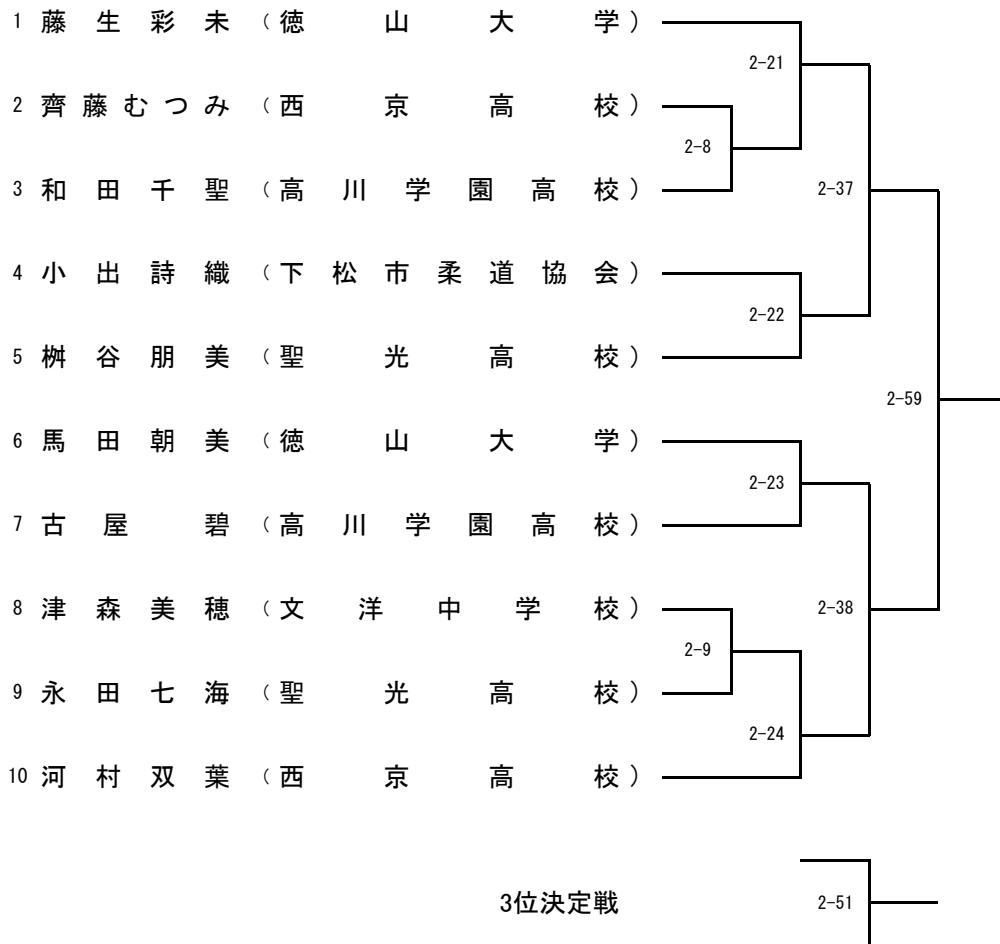 1 藤生彩未（徳山大学）
2-21
2 齊藤むつみ（西京高校）
2-8
3 和田千聖（高川学園高校）
2-37
4 小出詩織（下松市柔道協会）
2-22
5 桝谷朋美（聖光高校）
2-59
6 馬田朝美（徳山大学）
2-23
7 古屋　碧（高川学園高校）
8 津森美穂（文洋中学校）
2-38
2-9
9 永田七海（聖光高校）
2-24
10 河村双葉（西京高校）
3位決定戦
2-51